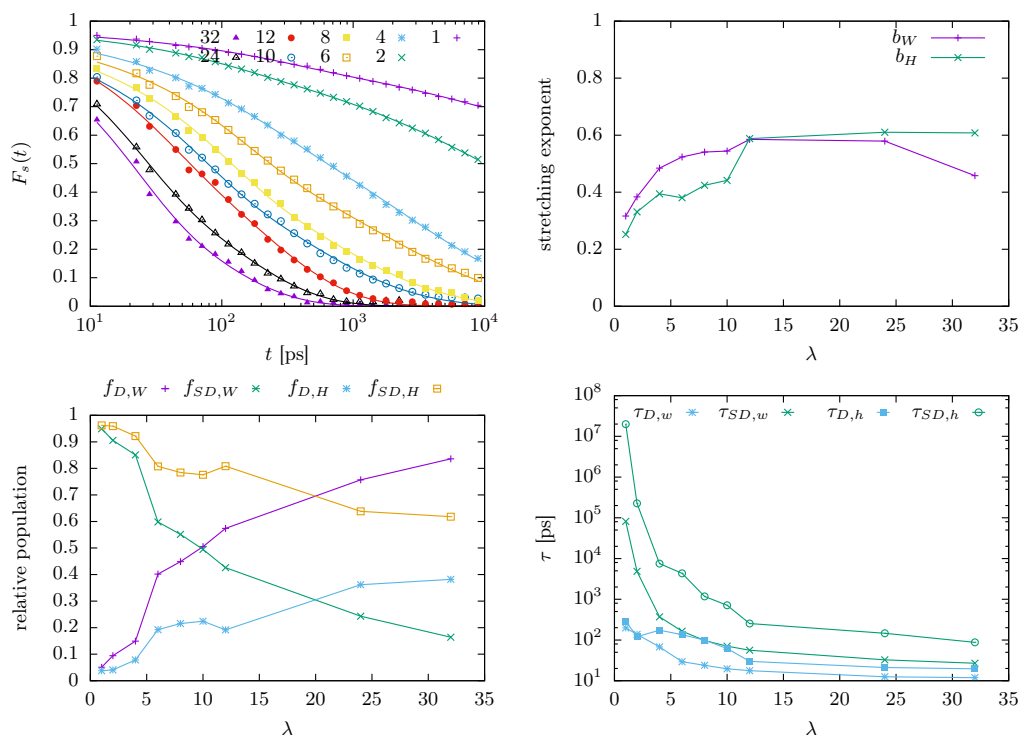 32 12 8 4 1
24 10 6 2
F_s(t)
1
0.9
0.8
0.7
0.6
0.5
0.4
0.3
0.2
0.1
0
10^1 10^2 10^3 10^4
t [ps]
b_W
b_H
stretching exponent
1
0.8
0.6
0.4
0.2
0
0 5 10 15 20 25 30 35
λ
f_{D,W} f_{SD,W} f_{D,H} f_{SD,H}
relative population
1
0.9
0.8
0.7
0.6
0.5
0.4
0.3
0.2
0.1
0
0 5 10 15 20 25 30 35
λ
τ_{D,w} τ_{SD,w} τ_{D,h} τ_{SD,h}
τ [ps]
10^8
10^7
10^6
10^5
10^4
10^3
10^2
10^1
0 5 10 15 20 25 30 35
λ